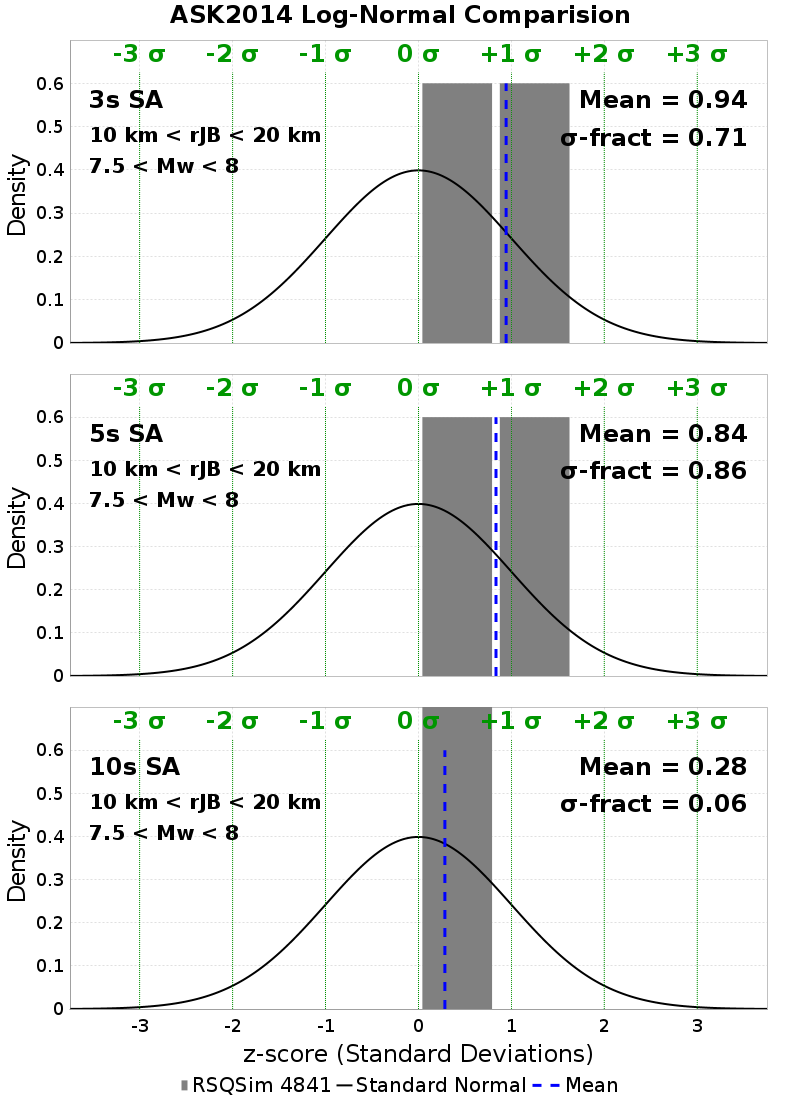 ASK2014 Log-Normal Comparision
-3 σ -2 σ -1 σ 0 σ +1 σ +2 σ +3 σ
0.6
3s SA Mean = 0.94
0.5
10 km < rJB < 20 km σ-fract = 0.71
0.4
7.5 < Mw < 8
0.3
0.2
0.1
0
Density
-3 σ -2 σ -1 σ 0 σ +1 σ +2 σ +3 σ
0.6
5s SA Mean = 0.84
0.5
10 km < rJB < 20 km σ-fract = 0.86
0.4
7.5 < Mw < 8
0.3
0.2
0.1
0
Density
-3 σ -2 σ -1 σ 0 σ +1 σ +2 σ +3 σ
0.6
10s SA Mean = 0.28
0.5
10 km < rJB < 20 km σ-fract = 0.06
0.4
7.5 < Mw < 8
0.3
0.2
0.1
0
Density
-3 -2 -1 0 1 2 3
z-score (Standard Deviations)
RSQSim 4841 Standard Normal Mean